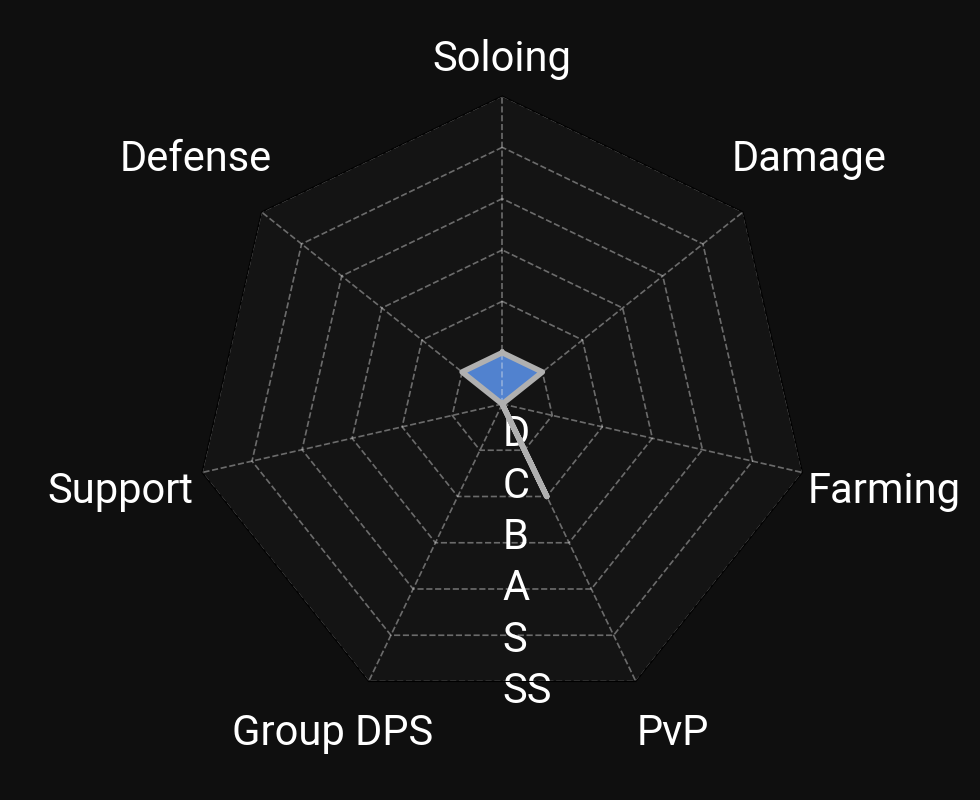 Soloing
Defense
Damage
D
C
Support
Farming
B
A
S
SS
Group DPS
PvP